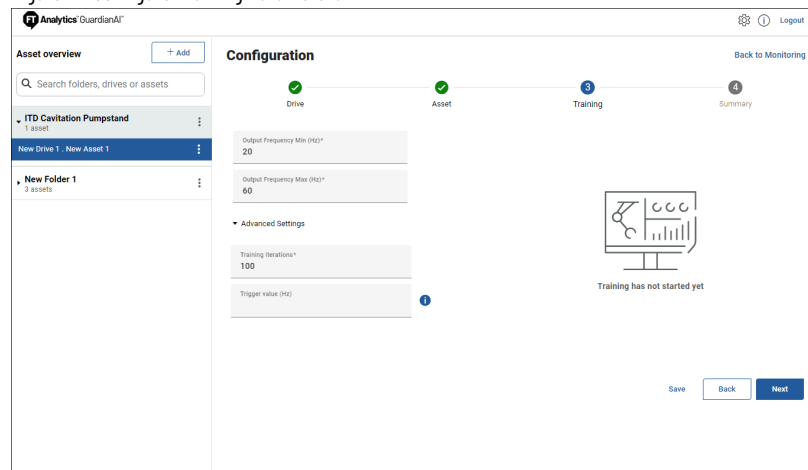 FT Analytics™ GuardianAI™
Logout
Asset overview
+ Add
Search folders, drives or assets
ITD Cavitation Pumpstand
1 asset
New Drive 1 . New Asset 1
New Folder 1
3 assets
Configuration
Back to Monitoring
Drive
Asset
3
Training
4
Summary
Output Frequency Min (Hz)*
20
Output Frequency Max (Hz)*
60
Advanced Settings
Training Iterations*
100
Trigger value (Hz)
Training has not started yet
Save
Back
Next